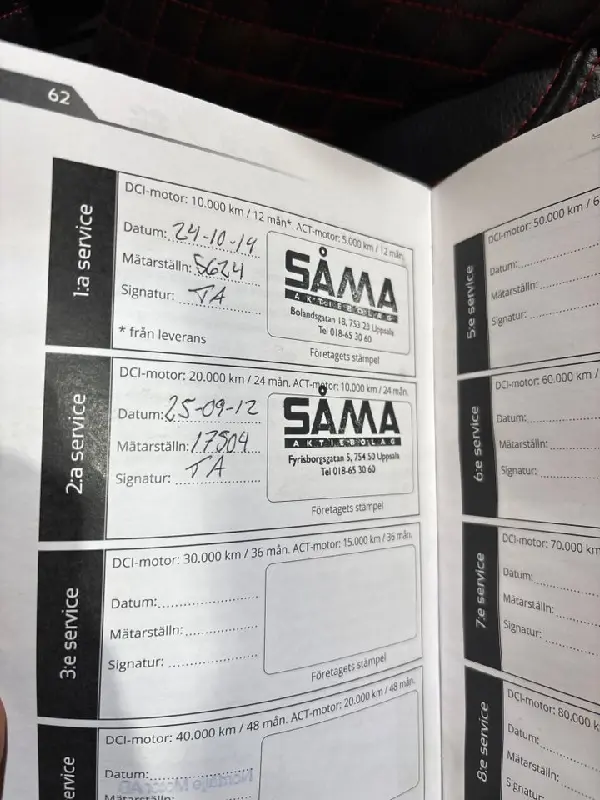 62
1:a service
DCI-motor: 10.000 km / 12 mån*. ACT-motor: 5.000 km / 12 mån.
Datum: 24-10-14
Mätarställn: 5624
Signatur: TA
* från leverans
SÅMA
AKTIEBOLAG
Bolandsgatan 18, 753 23 Uppsala
Tel 018-65 30 60
Företagets stämpel
2:a service
DCI-motor: 20.000 km / 24 mån. ACT-motor: 10.000 km / 24 mån.
Datum: 25-09-12
Mätarställn: 17504
Signatur: TA
SÅMA
AKTIEBOLAG
Fyrisborgsgatan 5, 754 50 Uppsala
Tel 018-65 30 60
Företagets stämpel
3:e service
DCI-motor: 30.000 km / 36 mån. ACT-motor: 15.000 km / 36 mån.
Datum:
Mätarställn:
Signatur:
Företagets stämpel
service
DCI-motor: 40.000 km / 48 mån. ACT-motor: 20.000 km / 48 mån.
Datum:
Mätarställn:
5:e service
DCI-motor: 50.000 km / 6
Datum:
Mätarställn:
Signatur:
6:e service
DCI-motor: 60.000 km /
Datum:
Mätarställn:
Signatur:
7:e service
DCI-motor: 70.000 km
Datum:
Mätarställn:
Signatur:
8:e service
DCI-motor: 80.000
Datum:
Mätarställn: